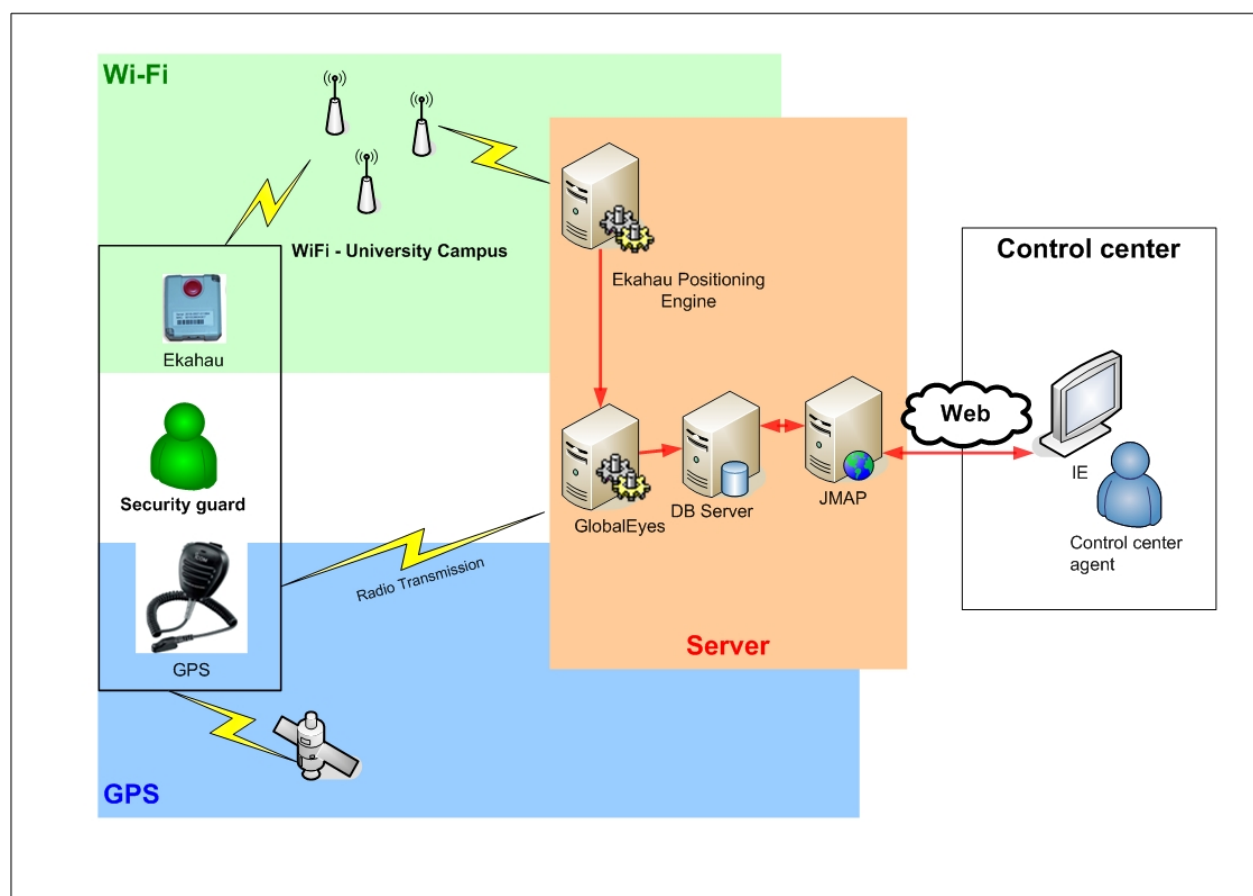 Wi-Fi
WiFi - University Campus
Ekahau
Security guard
GPS
Radio Transmission
GPS
Ekahau Positioning
Engine
GlobalEyes
DB Server
JMAP
Server
Web
Control center
IE
Control center
agent